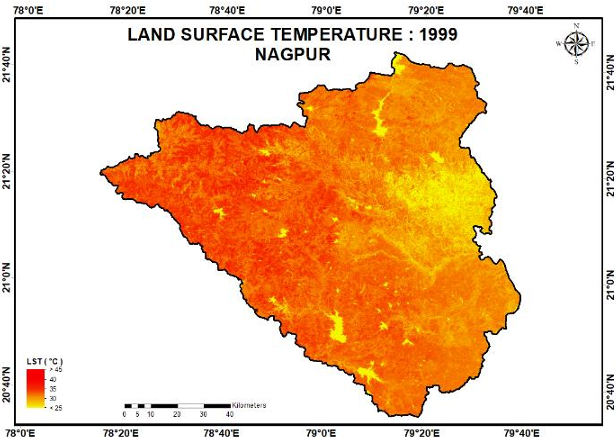 78°0'E 78°20'E 78°40'E 79°0'E 79°20'E 79°40'E
LAND SURFACE TEMPERATURE : 1999
NAGPUR
N
W E
S
21°40'N 21°40'N
21°20'N 21°20'N
21°0'N 21°0'N
20°40'N 20°40'N
LST ( °C)
> 45
40
35
30
< 25
0 5 10 20 30 40 Kilometers
78°0'E 78°20'E 78°40'E 79°0'E 79°20'E 79°40'E